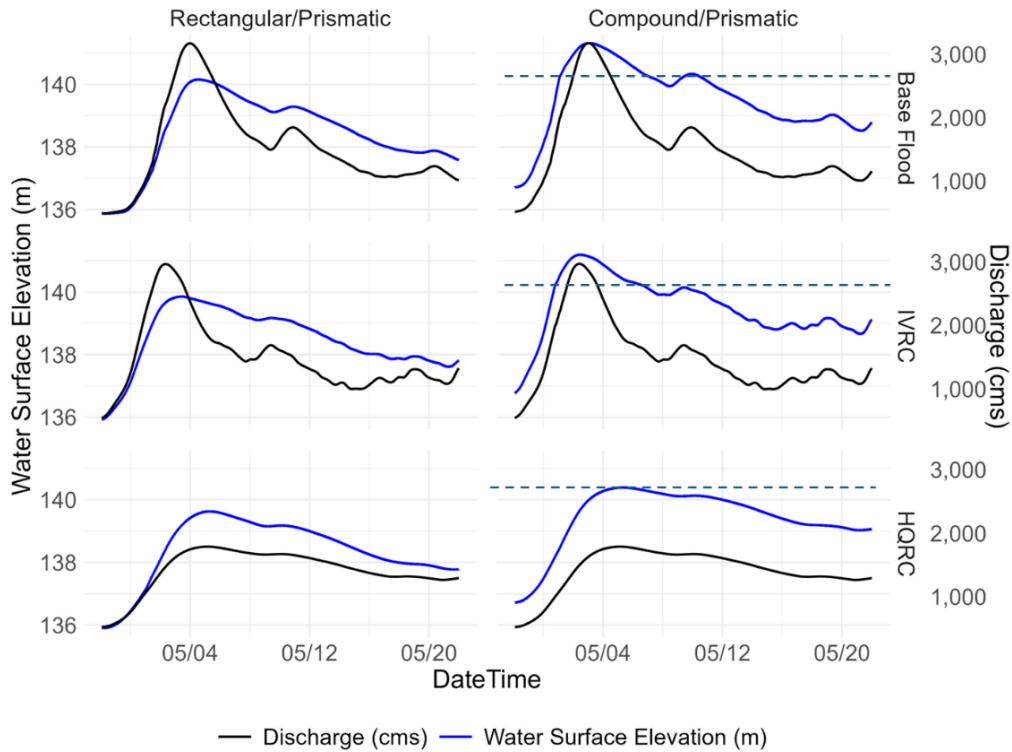 Rectangular/Prismatic
Compound/Prismatic
Water Surface Elevation (m)
140
138
136
3,000
2,000
1,000
Base Flood
140
138
136
3,000
2,000
1,000
IVRC
Discharge (cms)
140
138
136
3,000
2,000
1,000
HQRC
05/04
05/12
05/20
05/04
05/12
05/20
DateTime
Discharge (cms)
Water Surface Elevation (m)